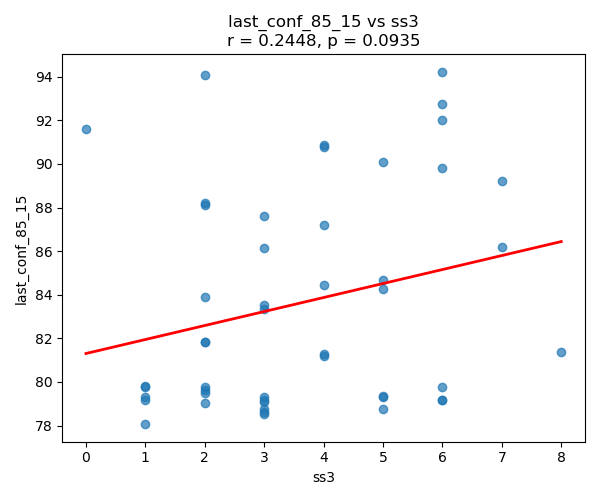 last_conf_85_15 vs ss3
r = 0.2448, p = 0.0935
94
92
90
88
86
84
82
80
78
last_conf_85_15
0 1 2 3 4 5 6 7 8
ss3